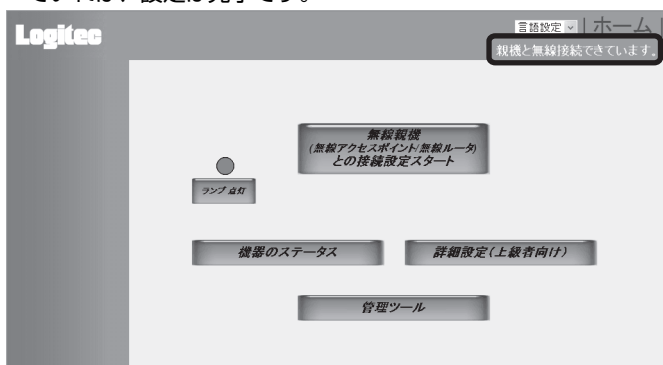 Logitec
言語設定 | ホーム |
親機と無線接続できています。
無線親機
(無線アクセスポイント/無線ルータ)
との接続設定スタート
ランプ 点灯
機器のステータス
詳細設定(上級者向け)
管理ツール